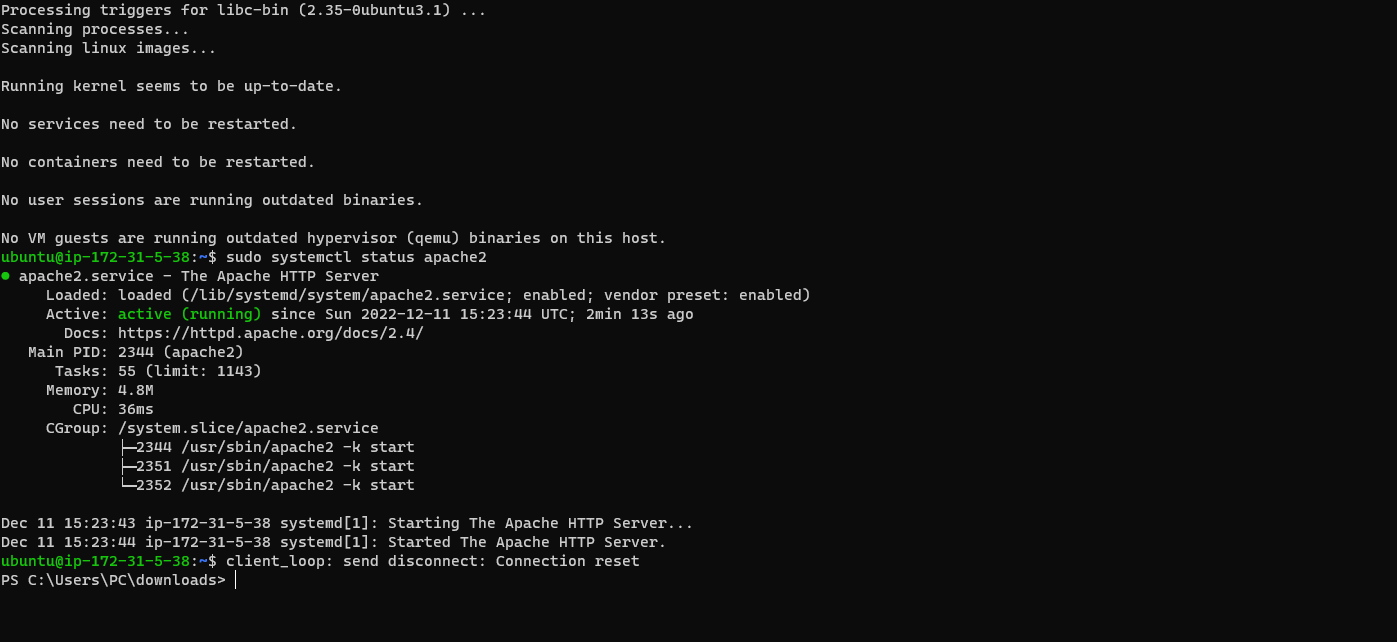 Processing triggers for libc-bin (2.35-0ubuntu3.1) ...
Scanning processes...
Scanning linux images...
Running kernel seems to be up-to-date.
No services need to be restarted.
No containers need to be restarted.
No user sessions are running outdated binaries.
No VM guests are running outdated hypervisor (qemu) binaries on this host.
ubuntu@ip-172-31-5-38:~$ sudo systemctl status apache2
● apache2.service - The Apache HTTP Server
     Loaded: loaded (/lib/systemd/system/apache2.service; enabled; vendor preset: enabled)
     Active: active (running) since Sun 2022-12-11 15:23:44 UTC; 2min 13s ago
       Docs: https://httpd.apache.org/docs/2.4/
   Main PID: 2344 (apache2)
      Tasks: 55 (limit: 1143)
     Memory: 4.8M
        CPU: 36ms
     CGroup: /system.slice/apache2.service
             ├─2344 /usr/sbin/apache2 -k start
             ├─2351 /usr/sbin/apache2 -k start
             └─2352 /usr/sbin/apache2 -k start
Dec 11 15:23:43 ip-172-31-5-38 systemd[1]: Starting The Apache HTTP Server...
Dec 11 15:23:44 ip-172-31-5-38 systemd[1]: Started The Apache HTTP Server.
ubuntu@ip-172-31-5-38:~$ client_loop: send disconnect: Connection reset
PS C:\Users\PC\downloads>